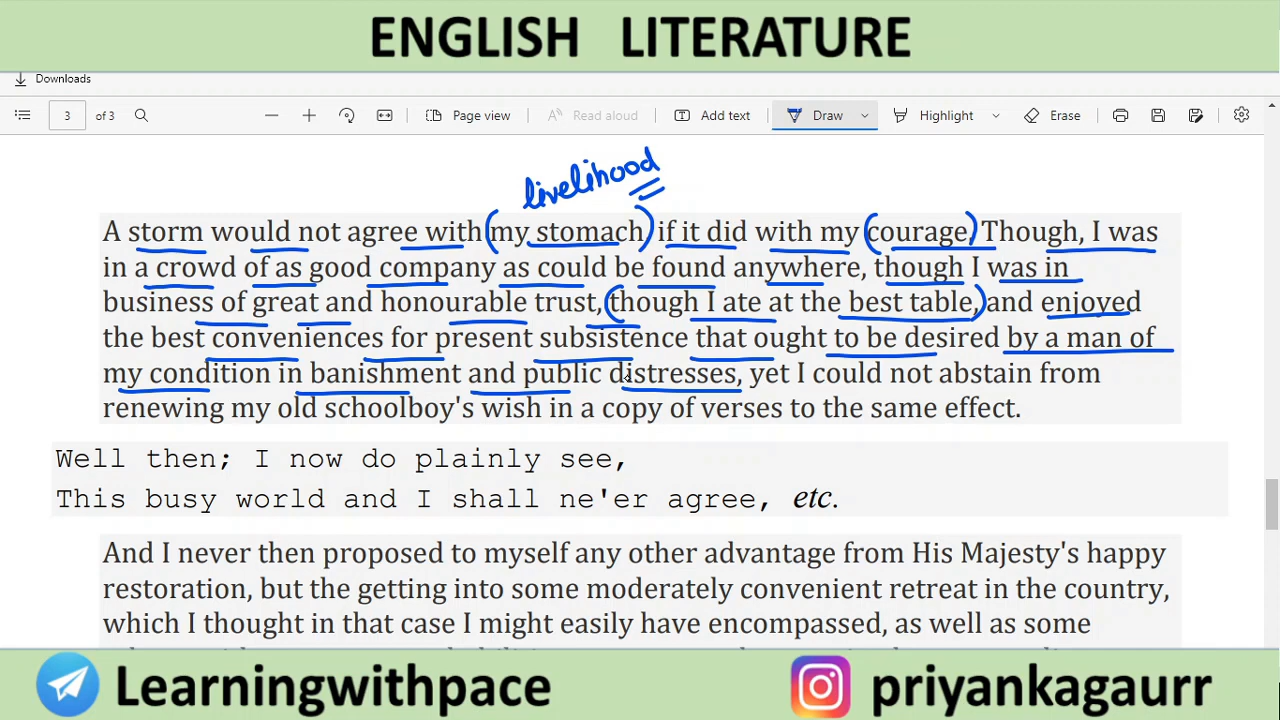 ENGLISH LITERATURE
Downloads
3 of 3 Page view Read aloud Add text Draw Highlight Erase
livelihood
A storm would not agree with (my stomach) if it did with my (courage,) Though, I was
in a crowd of as good company as could be found anywhere, though I was in
business of great and honourable trust, (though I ate at the best table,) and enjoyed
the best conveniences for present subsistence that ought to be desired by a man of
my condition in banishment and public distresses, yet I could not abstain from
renewing my old schoolboy's wish in a copy of verses to the same effect.
Well then; I now do plainly see,
This busy world and I shall ne'er agree, etc.
And I never then proposed to myself any other advantage from His Majesty's happy
restoration, but the getting into some moderately convenient retreat in the country,
which I thought in that case I might easily have encompassed, as well as some
Learningwithpace priyankagaurr